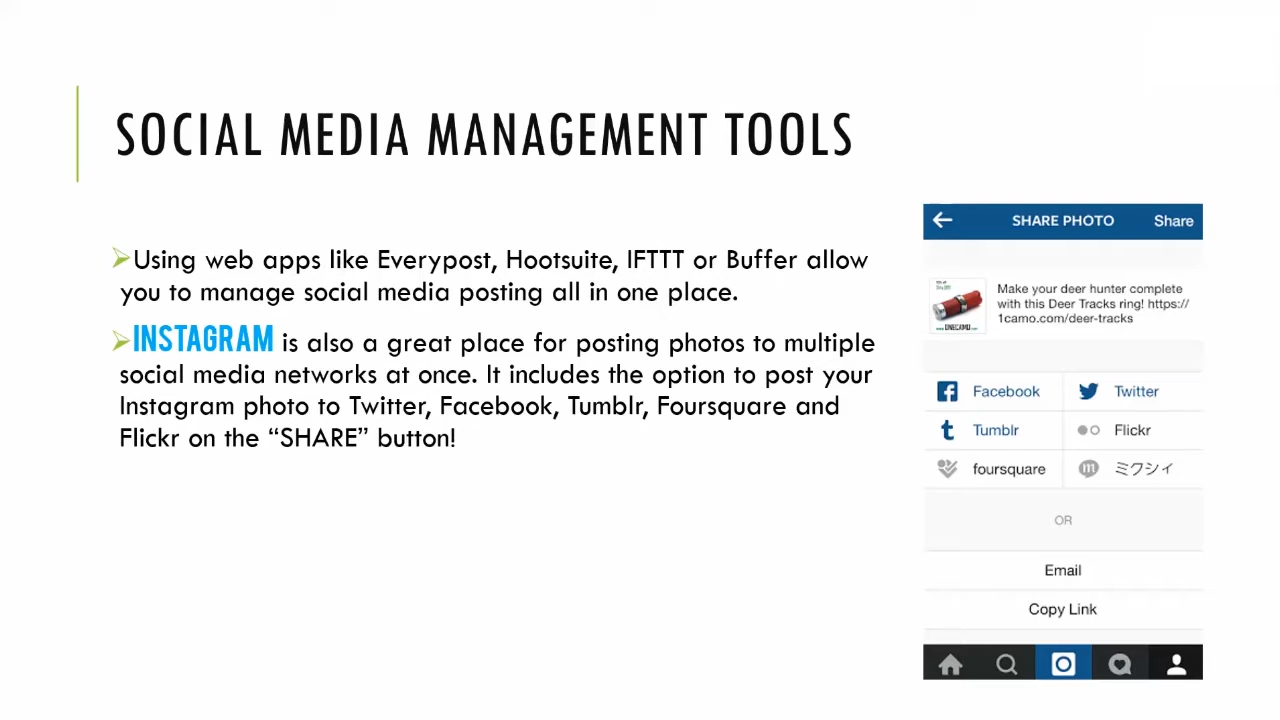 SOCIAL MEDIA MANAGEMENT TOOLS
Using web apps like Everypost, Hootsuite, IFTTT or Buffer allow
you to manage social media posting all in one place.
INSTAGRAM is also a great place for posting photos to multiple
social media networks at once. It includes the option to post your
Instagram photo to Twitter, Facebook, Tumblr, Foursquare and
Flickr on the “SHARE” button!
SHARE PHOTO Share
Make your deer hunter complete
with this Deer Tracks ring! https://
1camo.com/deer-tracks
Facebook Twitter
Tumblr Flickr
foursquare ミクシィ
OR
Email
Copy Link